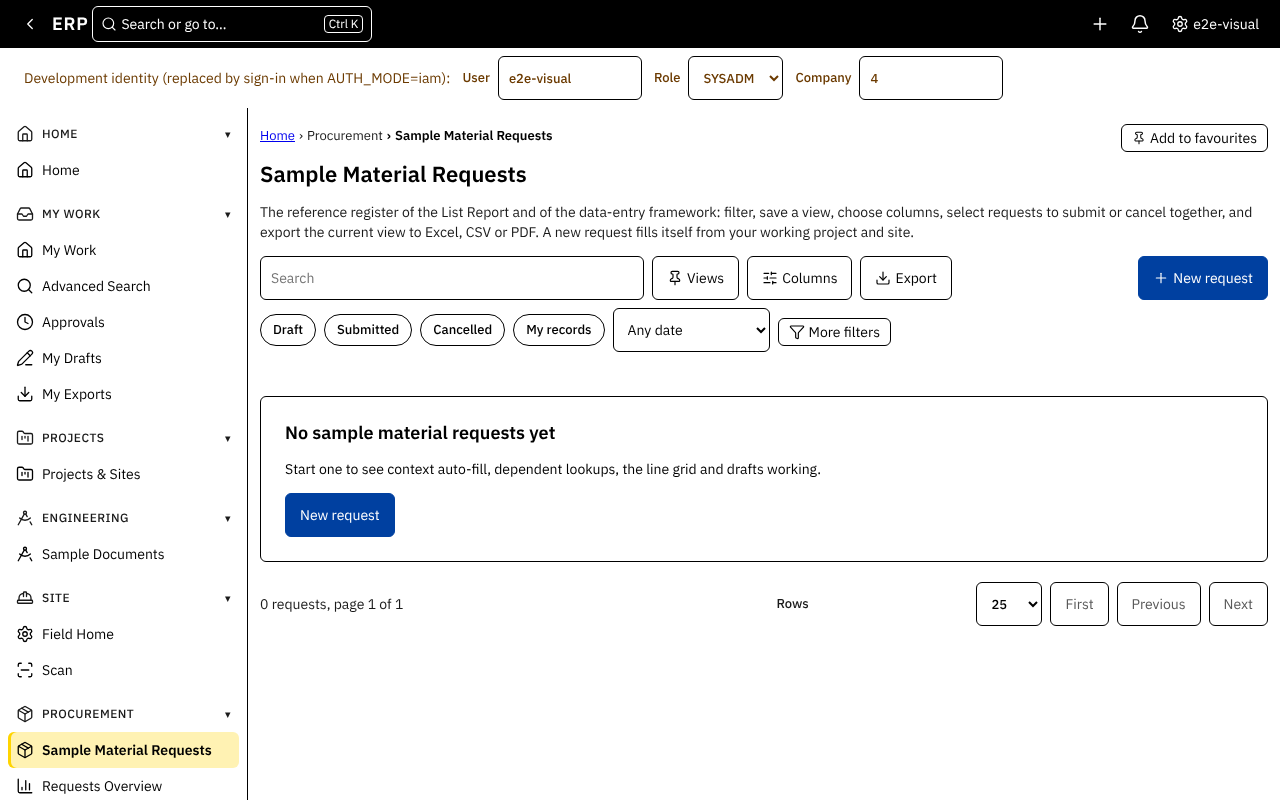 ERP Search or go to... Ctrl K e2e-visual
Development identity (replaced by sign-in when AUTH_MODE=iam): User e2e-visual Role SYSADM Company 4
HOME
Home
MY WORK
My Work
Advanced Search
Approvals
My Drafts
My Exports
PROJECTS
Projects & Sites
ENGINEERING
Sample Documents
SITE
Field Home
Scan
PROCUREMENT
Sample Material Requests
Requests Overview
Home › Procurement › Sample Material Requests
Add to favourites
Sample Material Requests
The reference register of the List Report and of the data-entry framework: filter, save a view, choose columns, select requests to submit or cancel together, and
export the current view to Excel, CSV or PDF. A new request fills itself from your working project and site.
Search Views Columns Export New request
Draft Submitted Cancelled My records Any date More filters
No sample material requests yet
Start one to see context auto-fill, dependent lookups, the line grid and drafts working.
New request
0 requests, page 1 of 1 Rows 25 First Previous Next